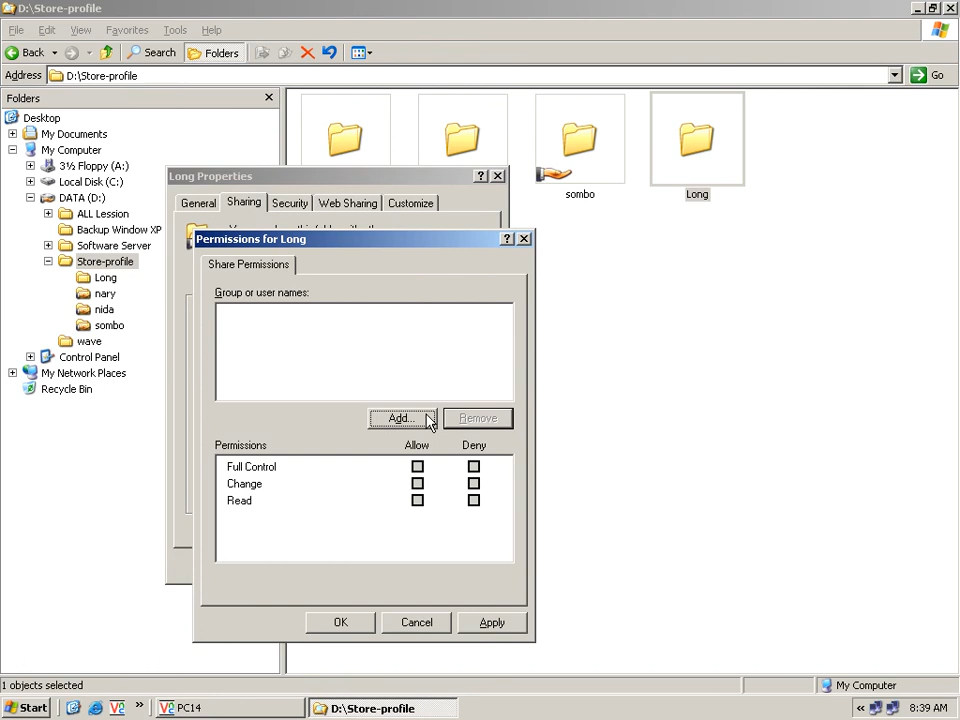 D:\Store-profile
File Edit View Favorites Tools Help
Back Search Folders
Address D:\Store-profile Go
Folders
Desktop
My Documents
My Computer
3½ Floppy (A:)
Local Disk (C:)
DATA (D:)
ALL Lession
Backup Window XP
Software Server
Store-profile
Long
nary
nida
sombo
wave
Control Panel
My Network Places
Recycle Bin
sombo
Long
Long Properties
General Sharing Security Web Sharing Customize
Permissions for Long
Share Permissions
Group or user names:
Add... Remove
Permissions Allow Deny
Full Control
Change
Read
OK Cancel Apply
1 objects selected
My Computer
Start PC14 D:\Store-profile 8:39 AM